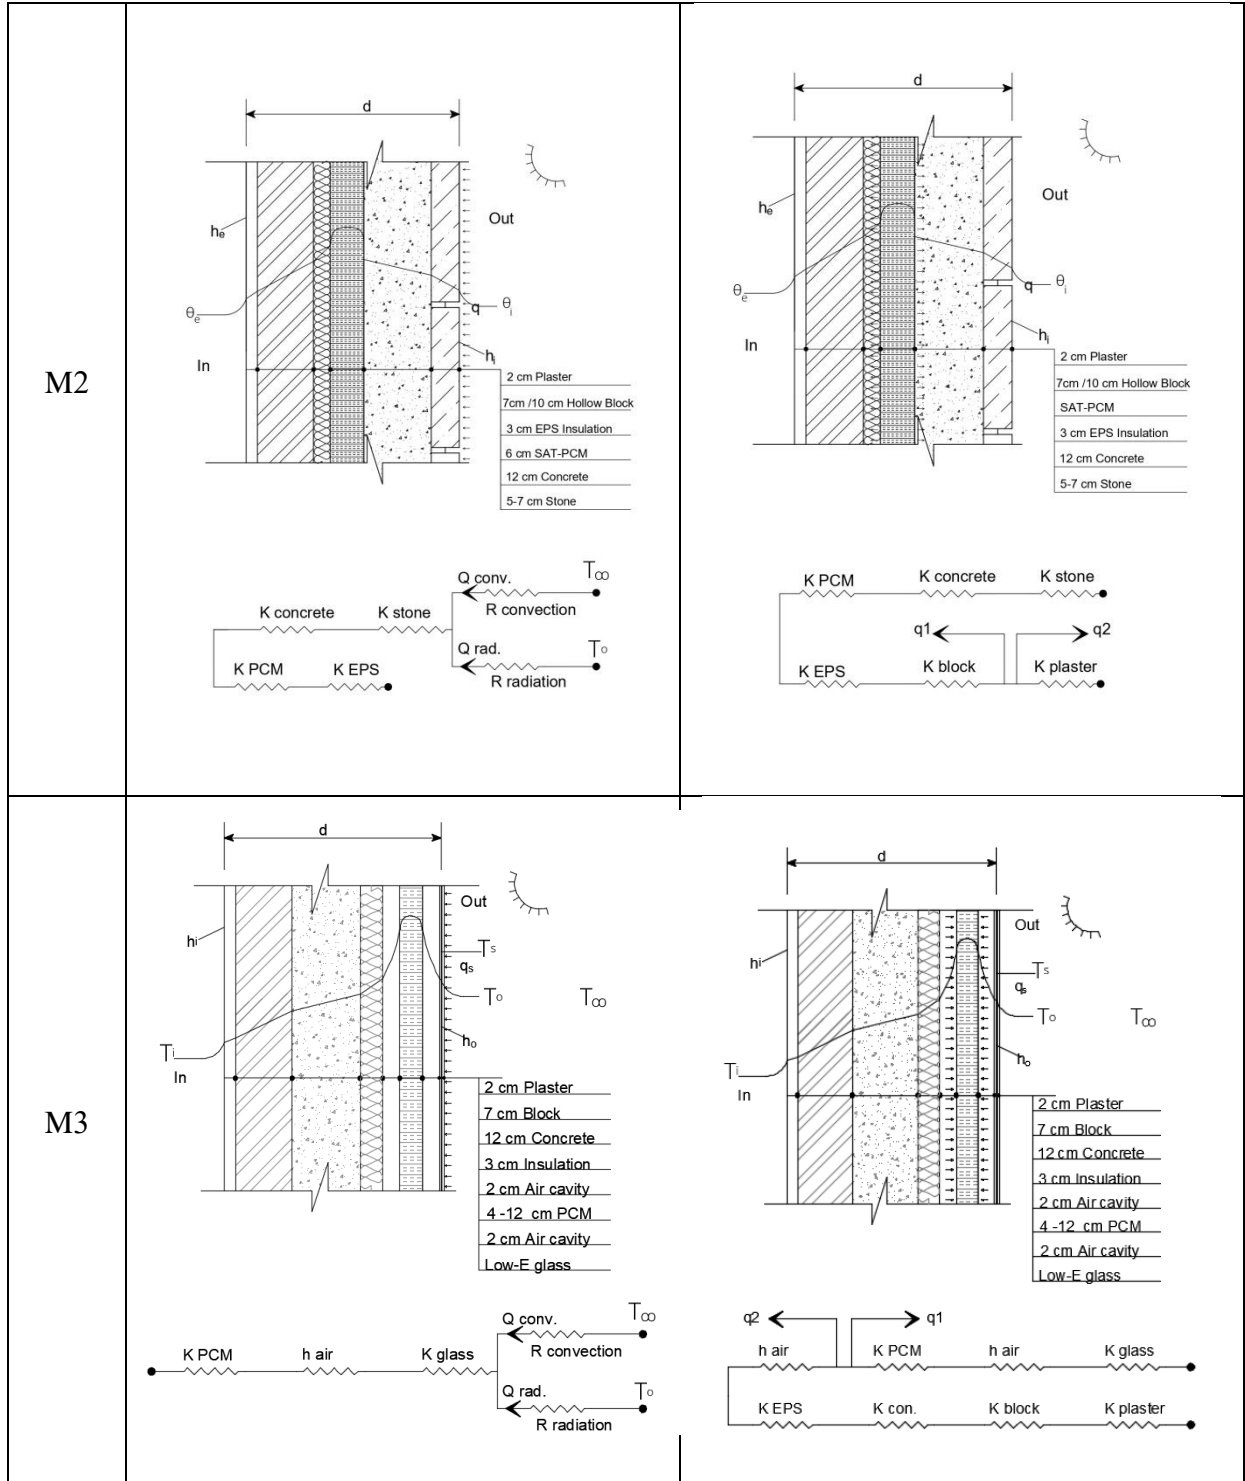 M2
d
Out
hₑ
θₑ
q
θᵢ
hᵢ
In
2 cm Plaster
7cm /10 cm Hollow Block
3 cm EPS Insulation
6 cm SAT-PCM
12 cm Concrete
5-7 cm Stone
Q conv.
T∞
K concrete
K stone
R convection
Q rad.
To
K PCM
K EPS
R radiation
d
Out
hₑ
θₑ
q
θᵢ
hᵢ
In
2 cm Plaster
7cm /10 cm Hollow Block
SAT-PCM
3 cm EPS Insulation
12 cm Concrete
5-7 cm Stone
K PCM
K concrete
K stone
q1
q2
K EPS
K block
K plaster
M3
d
Out
hi
Ts
qs
To
T∞
ho
Ti
In
2 cm Plaster
7 cm Block
12 cm Concrete
3 cm Insulation
2 cm Air cavity
4 -12 cm PCM
2 cm Air cavity
Low-E glass
Q conv.
T∞
K PCM
h air
K glass
R convection
Q rad.
To
R radiation
d
Out
hi
Ts
qs
To
T∞
ho
Ti
In
2 cm Plaster
7 cm Block
12 cm Concrete
3 cm Insulation
2 cm Air cavity
4 -12 cm PCM
2 cm Air cavity
Low-E glass
q2
q1
h air
K PCM
h air
K glass
K EPS
K con.
K block
K plaster